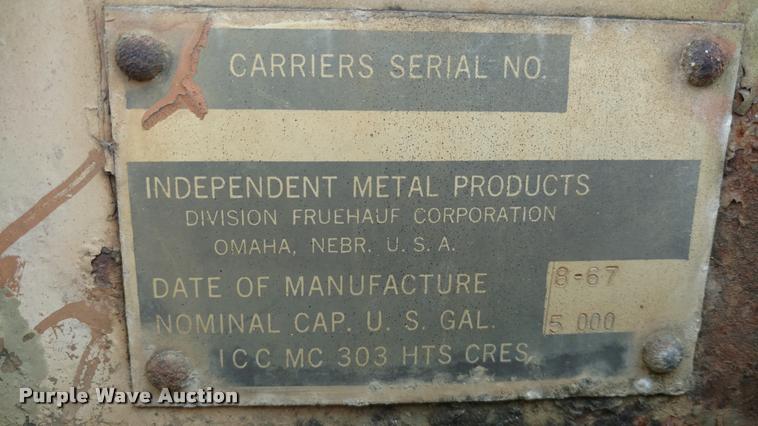 CARRIERS SERIAL NO.
INDEPENDENT METAL PRODUCTS
DIVISION FRUEHAUF CORPORATION
OMAHA, NEBR. U. S. A.
DATE OF MANUFACTURE 8-67
NOMINAL CAP. U. S. GAL. 5 000
ICC MC 303 HTS CRES.
Purple Wave Auction®